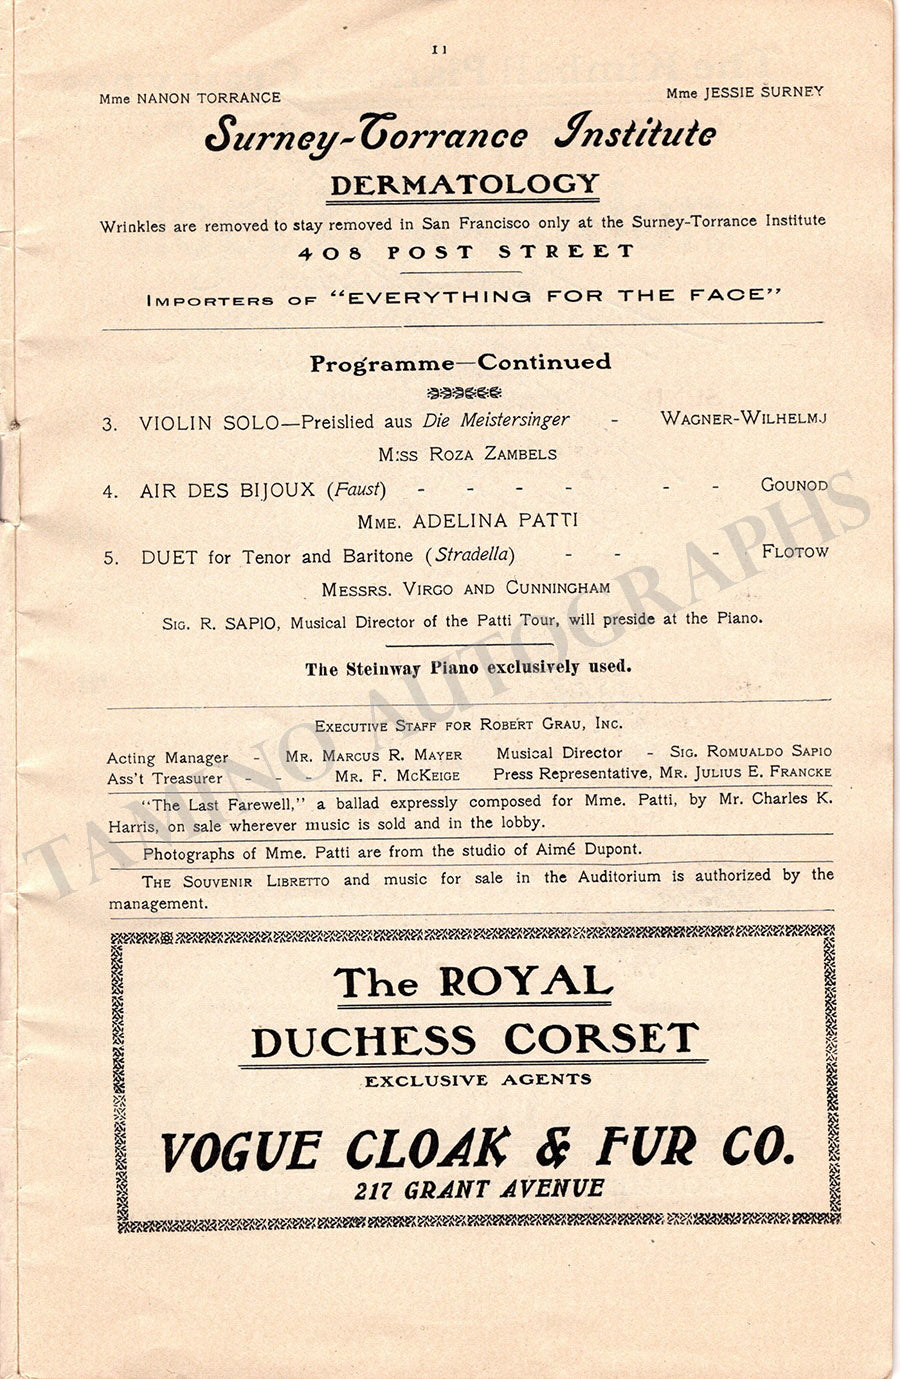 11
Mme NANON TORRANCE Mme JESSIE SURNEY
Surney-Torrance Institute
DERMATOLOGY
Wrinkles are removed to stay removed in San Francisco only at the Surney-Torrance Institute
408 POST STREET
IMPORTERS OF "EVERYTHING FOR THE FACE"
Programme—Continued
3. VIOLIN SOLO—Preislied aus Die Meistersinger - WAGNER-WILHELMJ
MISS ROZA ZAMBELS
4. AIR DES BIJOUX (Faust) - - - - - - GOUNOD
MME. ADELINA PATTI
5. DUET for Tenor and Baritone (Stradella) - - - FLOTOW
MESSRS. VIRGO AND CUNNINGHAM
SIG. R. SAPIO, Musical Director of the Patti Tour, will preside at the Piano.
The Steinway Piano exclusively used.
EXECUTIVE STAFF FOR ROBERT GRAU, INC.
Acting Manager - MR. MARCUS R. MAYER Musical Director - SIG. ROMUALDO SAPIO
Ass't Treasurer - - - MR. F. MCKEIGE Press Representative, MR. JULIUS E. FRANCKE
"The Last Farewell," a ballad expressly composed for Mme. Patti, by Mr. Charles K.
Harris, on sale wherever music is sold and in the lobby.
Photographs of Mme. Patti are from the studio of Aimé Dupont.
THE SOUVENIR LIBRETTO and music for sale in the Auditorium is authorized by the
management.
The ROYAL
DUCHESS CORSET
EXCLUSIVE AGENTS
VOGUE CLOAK & FUR CO.
217 GRANT AVENUE
TAMINO AUTOGRAPHS